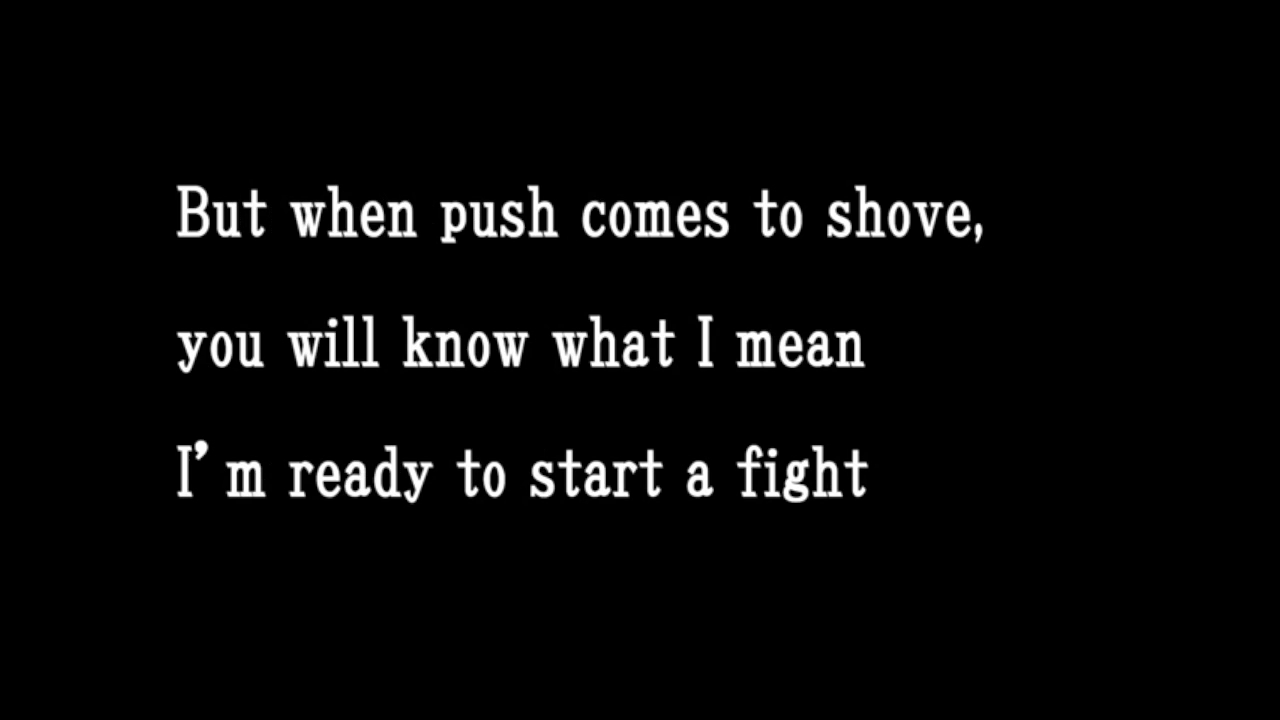 But when push comes to shove,
you will know what I mean
I’m ready to start a fight